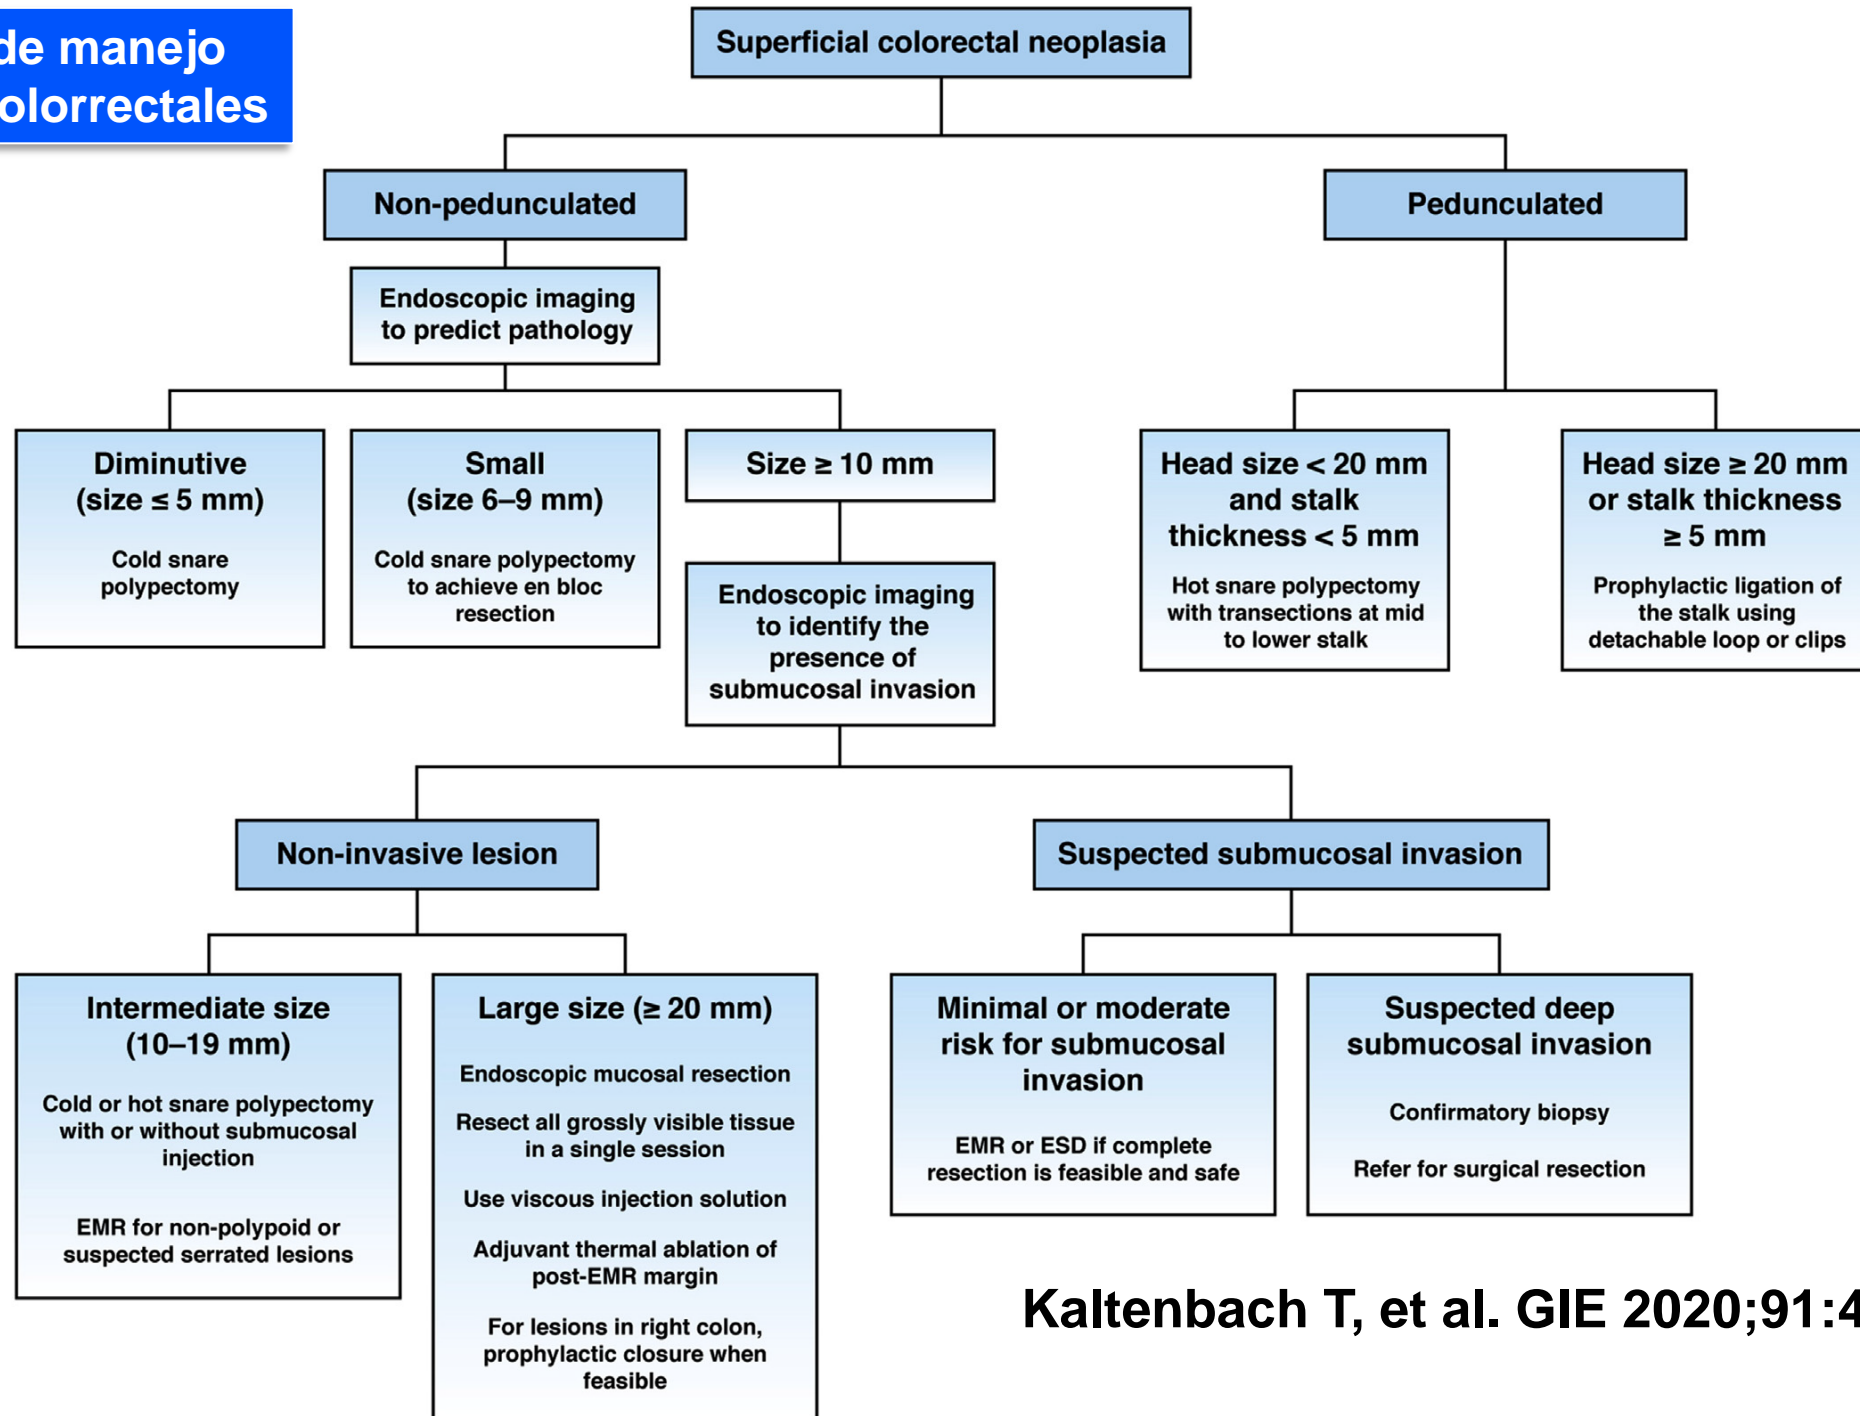 de manejo
olorrectales
Superficial colorectal neoplasia
Non-pedunculated
Pedunculated
Endoscopic imaging
to predict pathology
Diminutive
(size ≤ 5 mm)
Cold snare
polypectomy
Small
(size 6–9 mm)
Cold snare polypectomy
to achieve en bloc
resection
Size ≥ 10 mm
Endoscopic imaging
to identify the
presence of
submucosal invasion
Head size < 20 mm
and stalk
thickness < 5 mm
Hot snare polypectomy
with transections at mid
to lower stalk
Head size ≥ 20 mm
or stalk thickness
≥ 5 mm
Prophylactic ligation of
the stalk using
detachable loop or clips
Non-invasive lesion
Suspected submucosal invasion
Intermediate size
(10–19 mm)
Cold or hot snare polypectomy
with or without submucosal
injection
EMR for non-polypoid or
suspected serrated lesions
Large size (≥ 20 mm)
Endoscopic mucosal resection
Resect all grossly visible tissue
in a single session
Use viscous injection solution
Adjuvant thermal ablation of
post-EMR margin
For lesions in right colon,
prophylactic closure when
feasible
Minimal or moderate
risk for submucosal
invasion
EMR or ESD if complete
resection is feasible and safe
Suspected deep
submucosal invasion
Confirmatory biopsy
Refer for surgical resection
Kaltenbach T, et al. GIE 2020;91:4